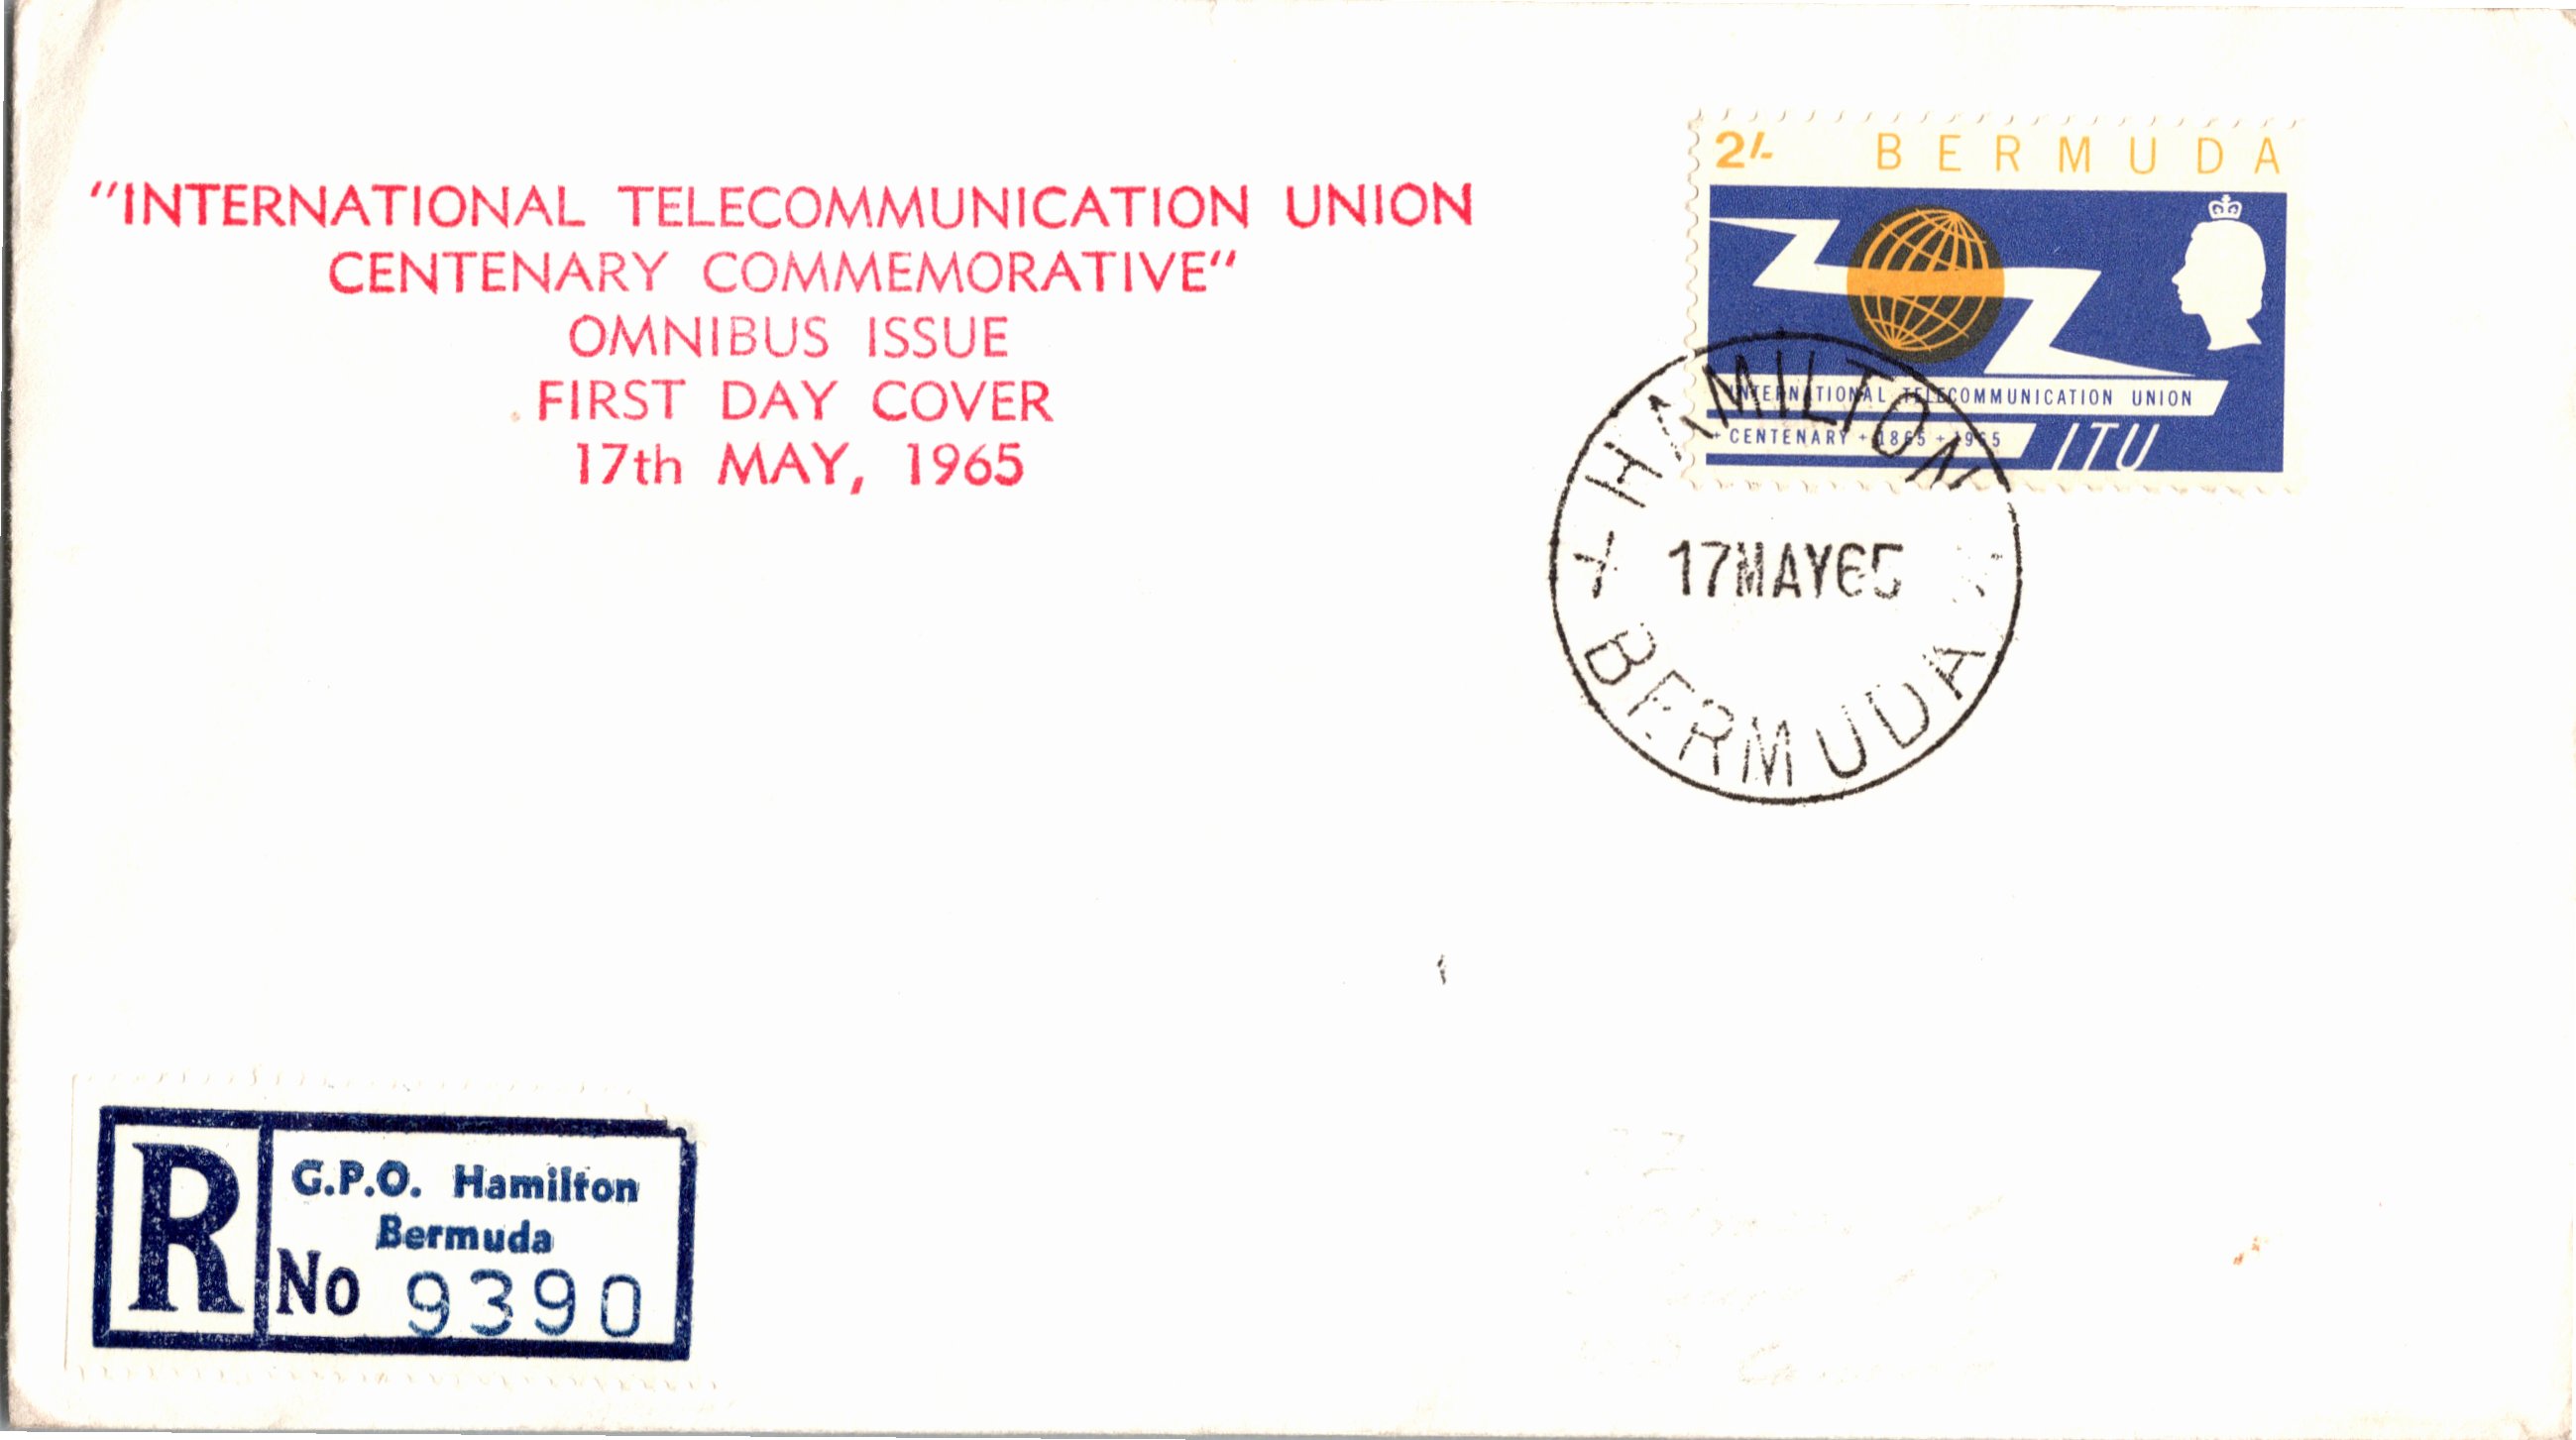 "INTERNATIONAL TELECOMMUNICATION UNION
CENTENARY COMMEMORATIVE"
OMNIBUS ISSUE
FIRST DAY COVER
17th MAY, 1965
2/- BERMUDA
INTERNATIONAL TELECOMMUNICATION UNION
+ CENTENARY + 1865 + 1965
ITU
HAMILTON
17MAY65
BERMUDA
R
G.P.O. Hamilton
Bermuda
No 9390